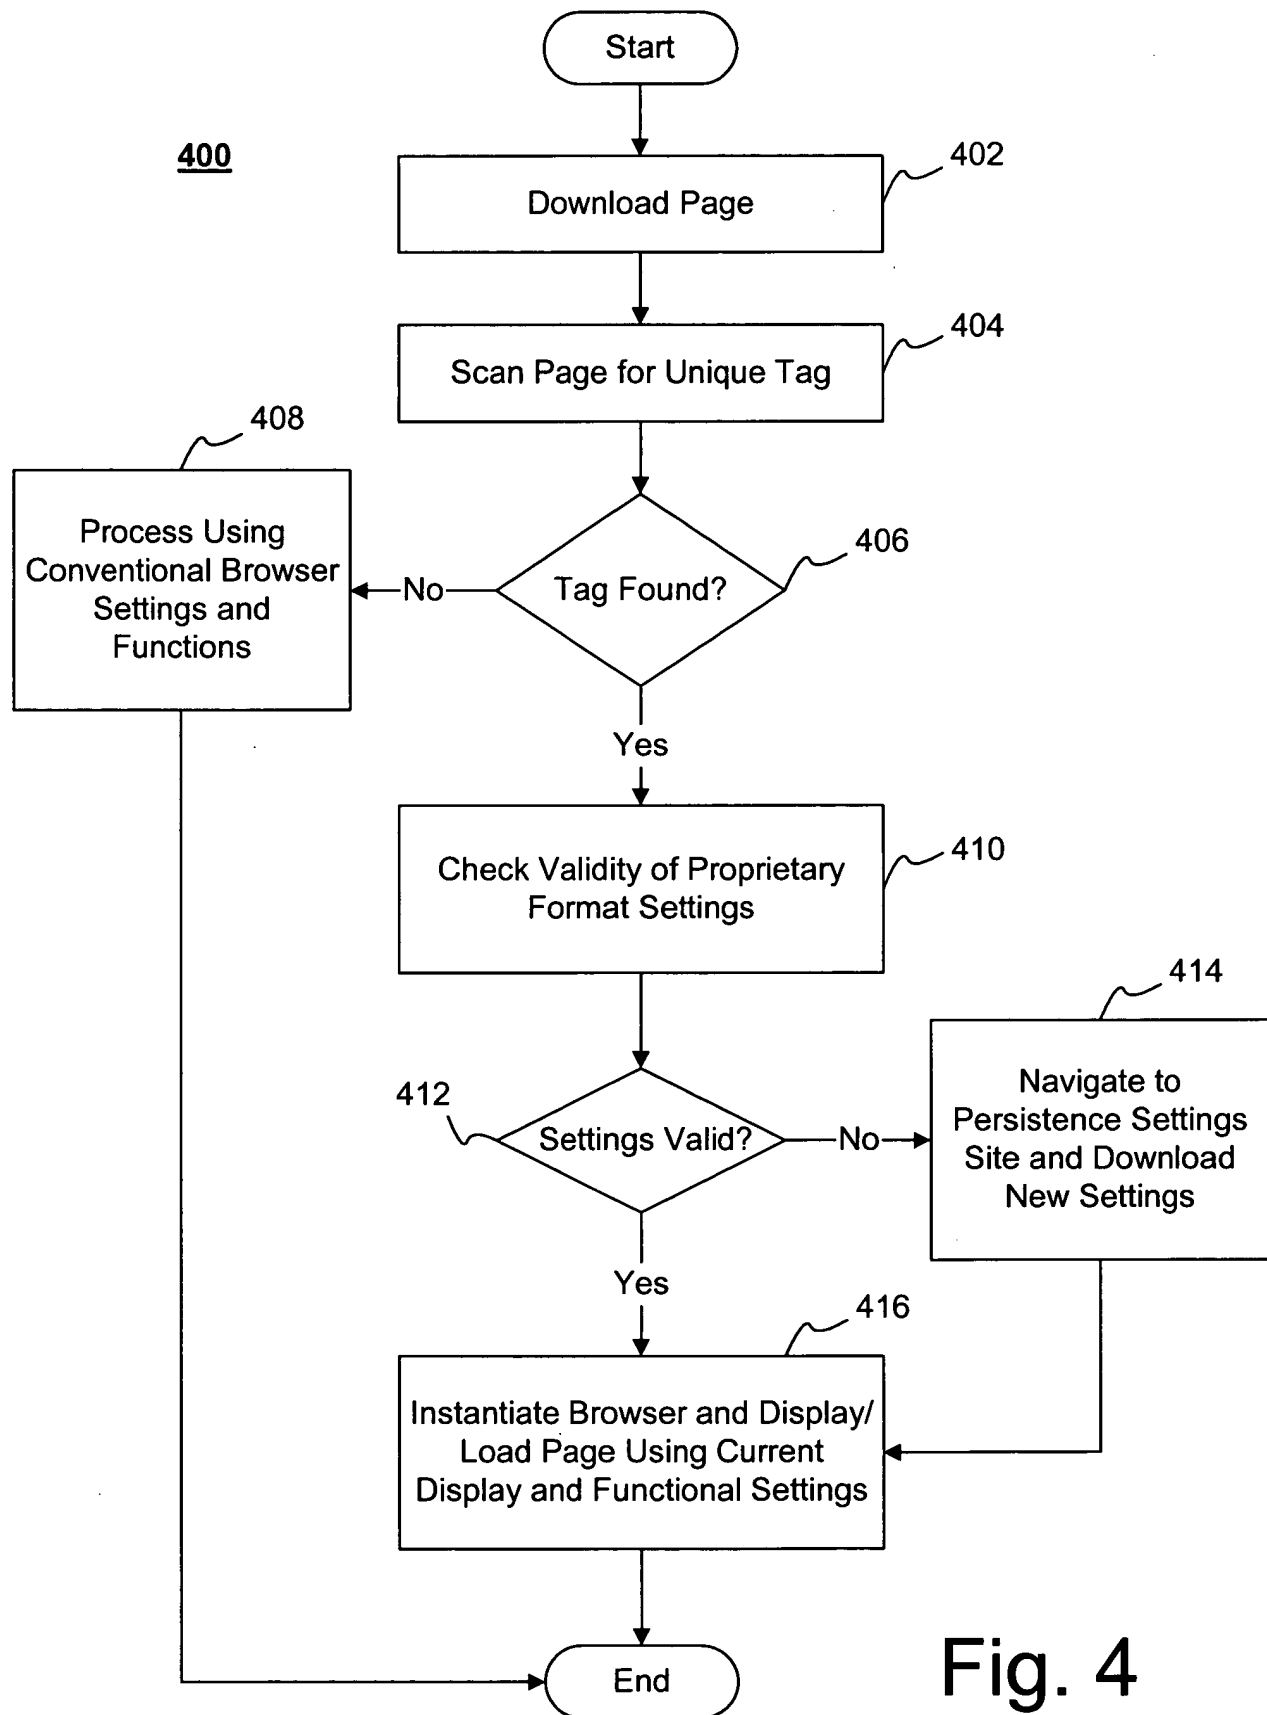 Start
400
402
Download Page
404
Scan Page for Unique Tag
408
Process Using
Conventional Browser
Settings and
Functions
406
Tag Found?
No
Yes
410
Check Validity of Proprietary
Format Settings
414
Navigate to
Persistence Settings
Site and Download
New Settings
412
Settings Valid?
No
Yes
416
Instantiate Browser and Display/
Load Page Using Current
Display and Functional Settings
End
Fig. 4